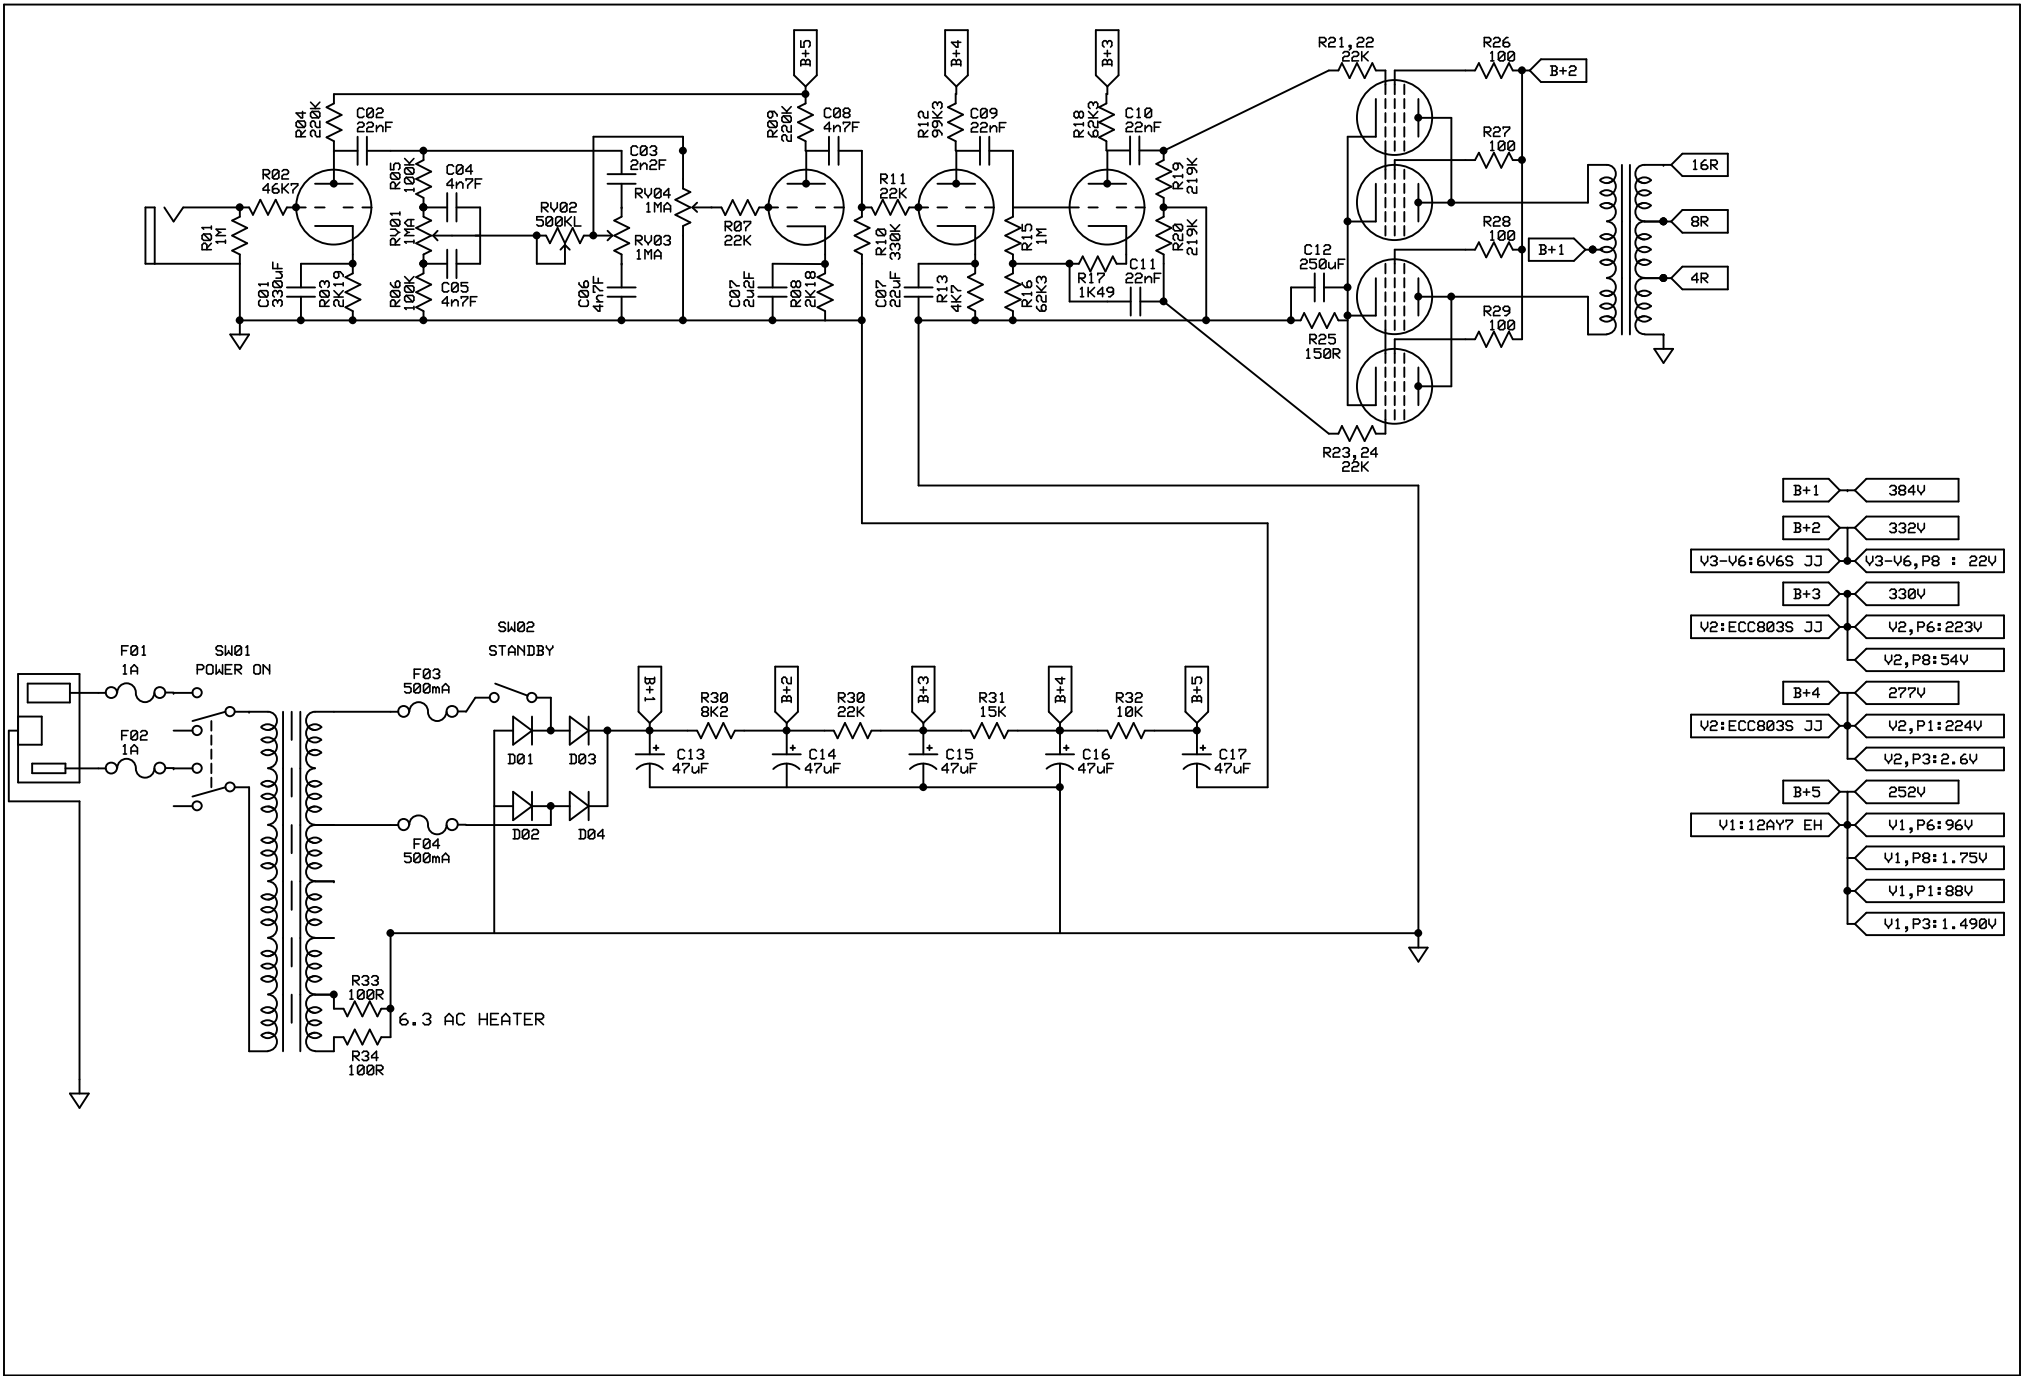 B+5
B+4
B+3
R21,22
22K
R26
100
B+2
R04
220K
C02
22nF
R09
220K
C08
4n7F
R12
99K3
C09
22nF
R18
62K3
C10
22nF
R27
100
R02
46K7
R05
100K
C04
4n7F
C03
2n2F
RV04
1MA
R11
22K
R19
219K
16R
R01
1M
RV01
1MA
RV02
500KL
RV03
1MA
R07
22K
R10
330K
R15
1M
R20
219K
R28
100
8R
B+1
C12
250uF
C01
330uF
R03
2K19
R06
100K
C05
4n7F
C06
4n7F
C07
2u2F
R08
2K18
C07
22uF
R13
4K7
R16
62K3
R17
1K49
C11
22nF
4R
R29
100
R25
150R
R23,24
22K
B+1
384V
B+2
332V
V3-V6:6V6S JJ
V3-V6,P8 : 22V
B+3
330V
V2:ECC803S JJ
V2,P6:223V
V2,P8:54V
B+4
277V
V2:ECC803S JJ
V2,P1:224V
V2,P3:2.6V
B+5
252V
V1:12AY7 EH
V1,P6:96V
V1,P8:1.75V
V1,P1:88V
V1,P3:1.490V
F01
1A
SW01
POWER ON
SW02
STANDBY
F03
500mA
B+1
R30
8K2
B+2
R30
22K
B+3
R31
15K
B+4
R32
10K
B+5
F02
1A
D01
D03
C13
47uF
C14
47uF
C15
47uF
C16
47uF
C17
47uF
D02
D04
F04
500mA
R33
100R
6.3 AC HEATER
R34
100R